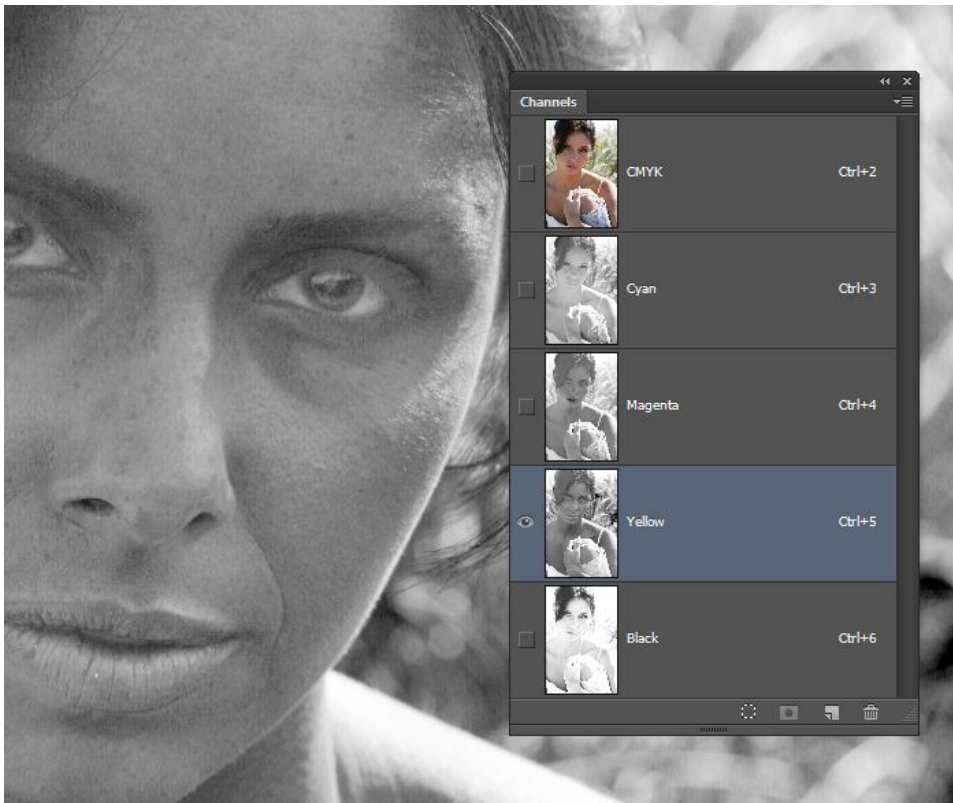 Channels
CMYK Ctrl+2
Cyan Ctrl+3
Magenta Ctrl+4
Yellow Ctrl+5
Black Ctrl+6